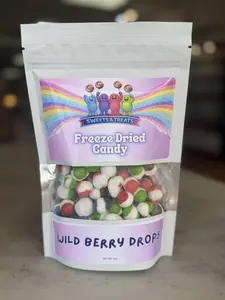 SWEETS & TREATS
Freeze Dried
Candy
WILD BERRY DROPS